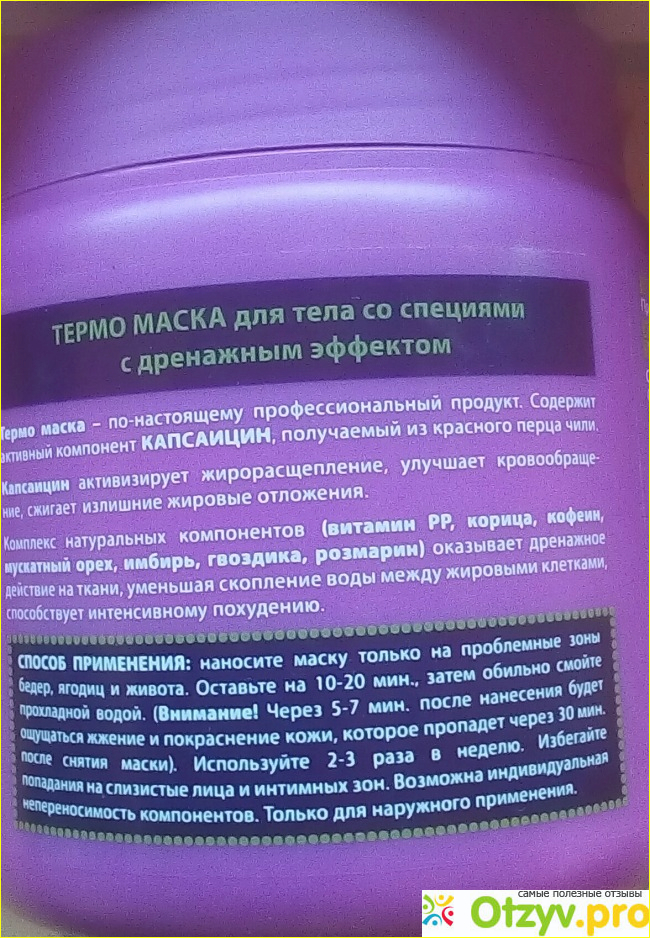 ТЕРМО МАСКА для тела со специями
с дренажным эффектом
Термо маска – по-настоящему профессиональный продукт. Содержит
активный компонент КАПСАИЦИН, получаемый из красного перца чили.
Капсаицин активизирует жирорасщепление, улучшает кровообраще-
ние, сжигает излишние жировые отложения.
Комплекс натуральных компонентов (витамин РР, корица, кофеин,
мускатный орех, имбирь, гвоздика, розмарин) оказывает дренажное
действие на ткани, уменьшая скопление воды между жировыми клетками,
способствует интенсивному похудению.
СПОСОБ ПРИМЕНЕНИЯ: наносите маску только на проблемные зоны
бедер, ягодиц и живота. Оставьте на 10-20 мин., затем обильно смойте
прохладной водой. (Внимание! Через 5-7 мин. после нанесения будет
ощущаться жжение и покраснение кожи, которое пропадет через 30 мин.
после снятия маски). Используйте 2-3 раза в неделю. Избегайте
попадания на слизистые лица и интимных зон. Возможна индивидуальная
непереносимость компонентов. Только для наружного применения.
самые полезные отзывы
Otzyv.pro